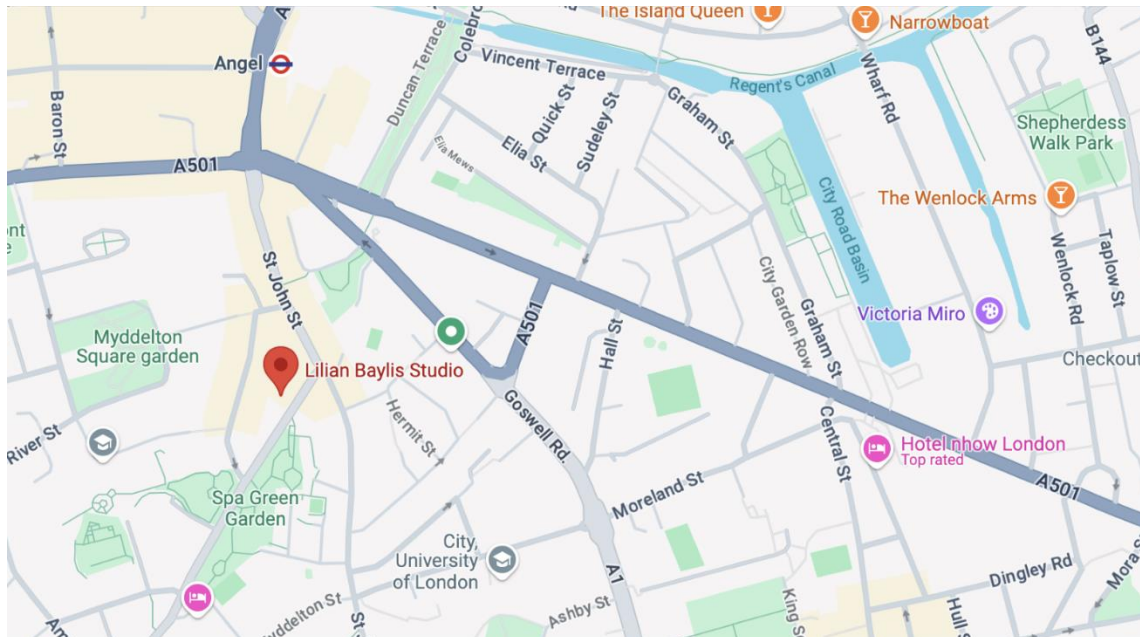 The Island Queen
Narrowboat
B144
Angel
Duncan Terrace
Vincent Terrace
Regent's Canal
Wharf Rd
Baron St
Quick St
Sudeley St
Graham St
Shepherdess
Walk Park
Elia Mews
Elia St
A501
The Wenlock Arms
City Road Basin
Wenlock Rd
Taplow St
St John St
City Garden Row
Graham St
Victoria Miro
Myddelton
Square garden
A501
Hall St
Lilian Baylis Studio
Checkout
Hermit St
Goswell Rd.
River St
Central St
Hotel nhow London
Top rated
A501
Moreland St
Spa Green
Garden
City,
University
of London
A1
Dingley Rd
Ashby St